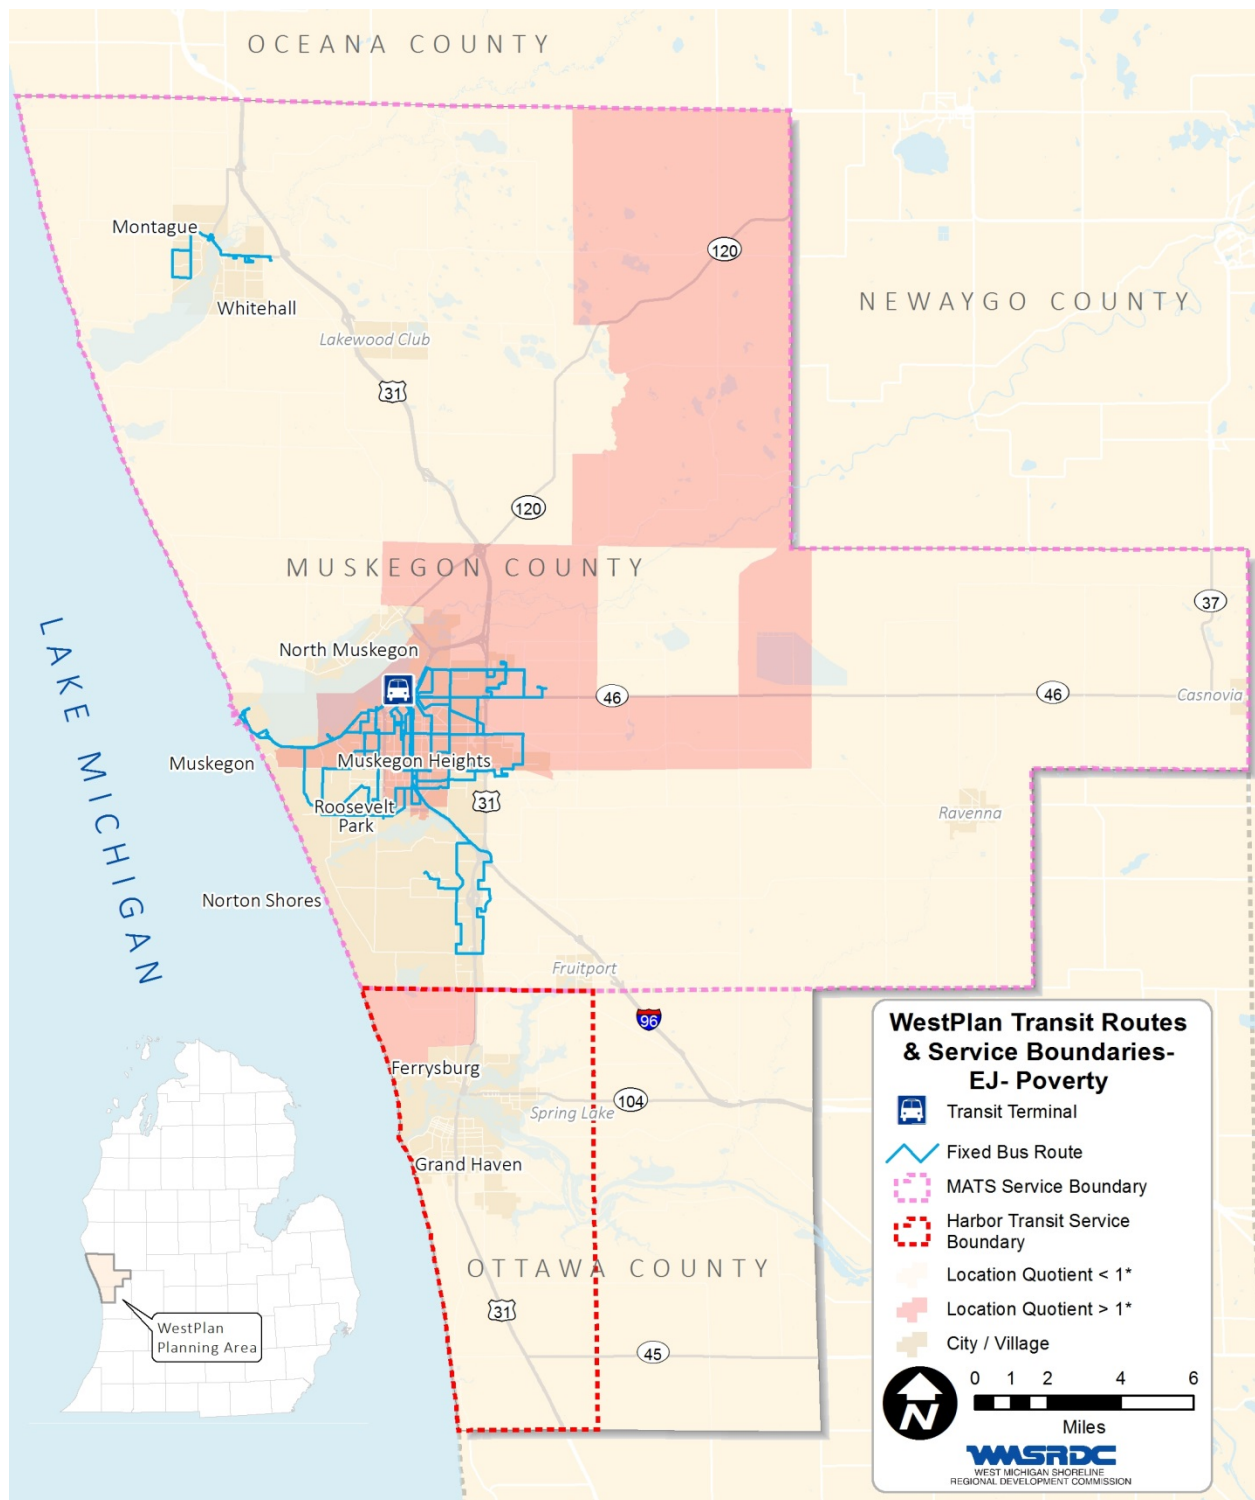 OCEANA COUNTY
Montague
120
Whitehall
NEWAYGO COUNTY
Lakewood Club
31
120
MUSKEGON COUNTY
37
North Muskegon
46
46
Casnovia
LAKE MICHIGAN
Muskegon
Muskegon Heights
31
Roosevelt
Park
Ravenna
Norton Shores
Fruitport
96
Ferrysburg
104
Spring Lake
Grand Haven
OTTAWA COUNTY
31
45
WestPlan
Planning Area
WestPlan Transit Routes
& Service Boundaries-
EJ- Poverty
Transit Terminal
Fixed Bus Route
MATS Service Boundary
Harbor Transit Service
Boundary
Location Quotient < 1*
Location Quotient > 1*
City / Village
N
0 1 2 4 6
Miles
WMSRDC
WEST MICHIGAN SHORELINE
REGIONAL DEVELOPMENT COMMISSION